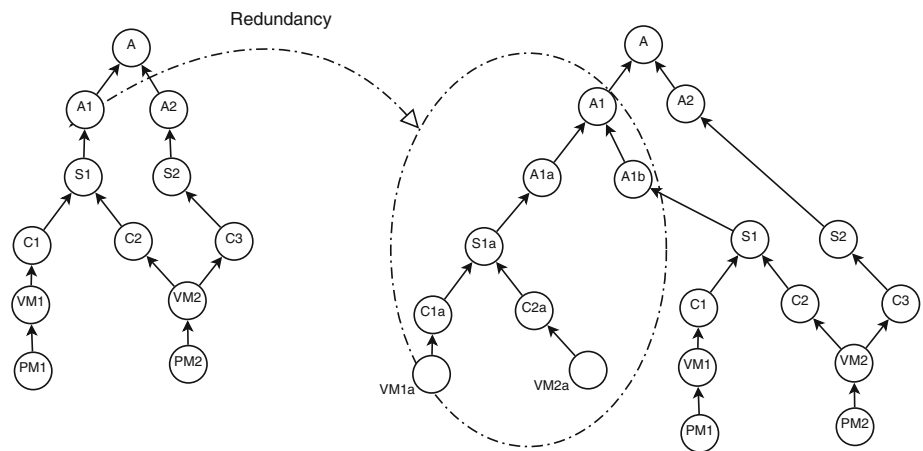 Redundancy
A
A1
A2
S1
S2
C1
C2
C3
VM1
VM2
PM1
PM2
A
A1
A2
A1a
A1b
S1a
S1
S2
C1a
C2a
C1
C2
C3
VM1a
VM2a
VM1
VM2
PM1
PM2